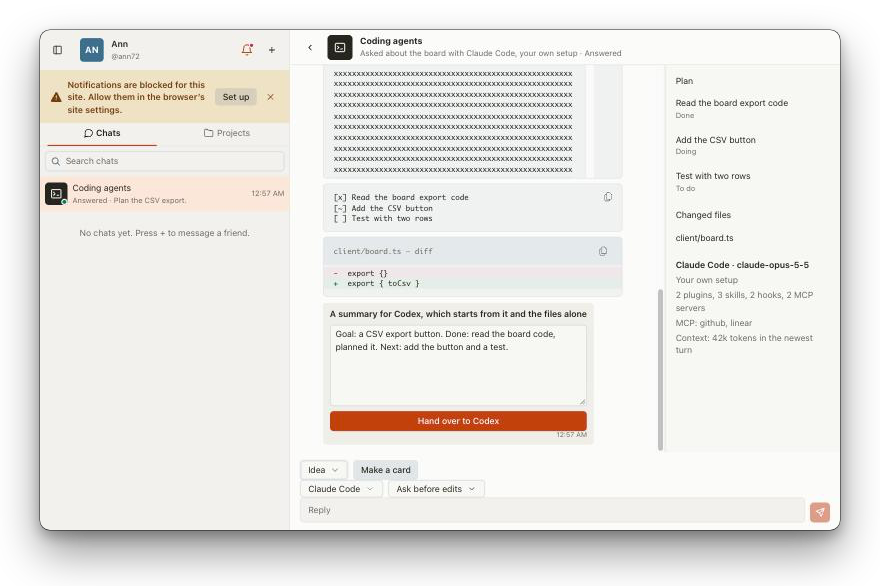 AN
Ann
@ann72
Notifications are blocked for this
site. Allow them in the browser's
site settings.
Set up
Chats
Projects
Search chats
Coding agents
12:57 AM
Answered · Plan the CSV export.
No chats yet. Press + to message a friend.
Coding agents
Asked about the board with Claude Code, your own setup · Answered
[x] Read the board export code
[~] Add the CSV button
[ ] Test with two rows
client/board.ts — diff
- export {}
+ export { toCsv }
A summary for Codex, which starts from it and the files alone
Goal: a CSV export button. Done: read the board code,
planned it. Next: add the button and a test.
Hand over to Codex
12:57 AM
Idea
Make a card
Claude Code
Ask before edits
Reply
Plan
Read the board export code
Done
Add the CSV button
Doing
Test with two rows
To do
Changed files
client/board.ts
Claude Code · claude-opus-5-5
Your own setup
2 plugins, 3 skills, 2 hooks, 2 MCP
servers
MCP: github, linear
Context: 42k tokens in the newest
turn